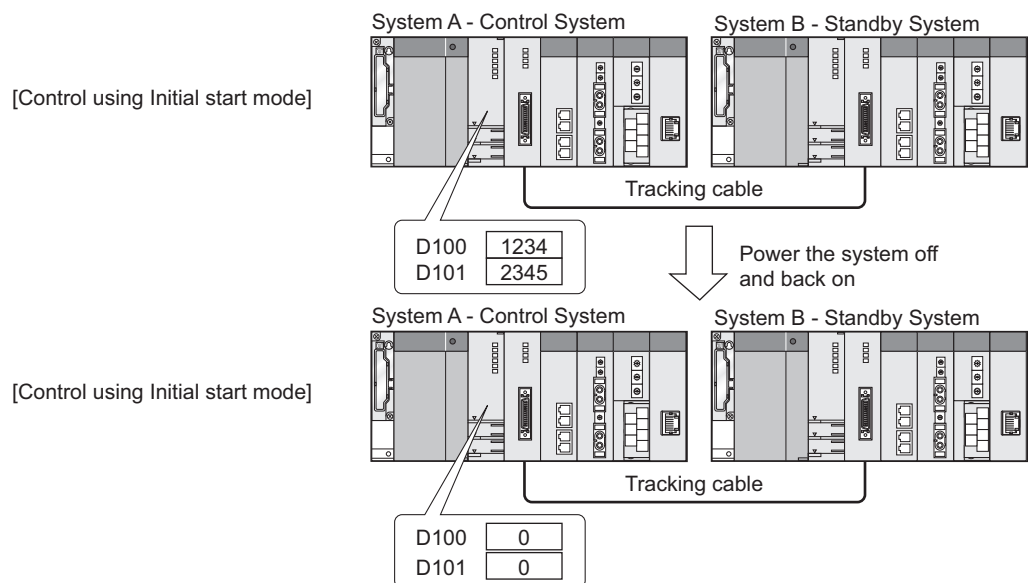 System A - Control System
System B - Standby System
[Control using Initial start mode]
Tracking cable
D100 1234
D101 2345
Power the system off
and back on
System A - Control System
System B - Standby System
[Control using Initial start mode]
Tracking cable
D100 0
D101 0